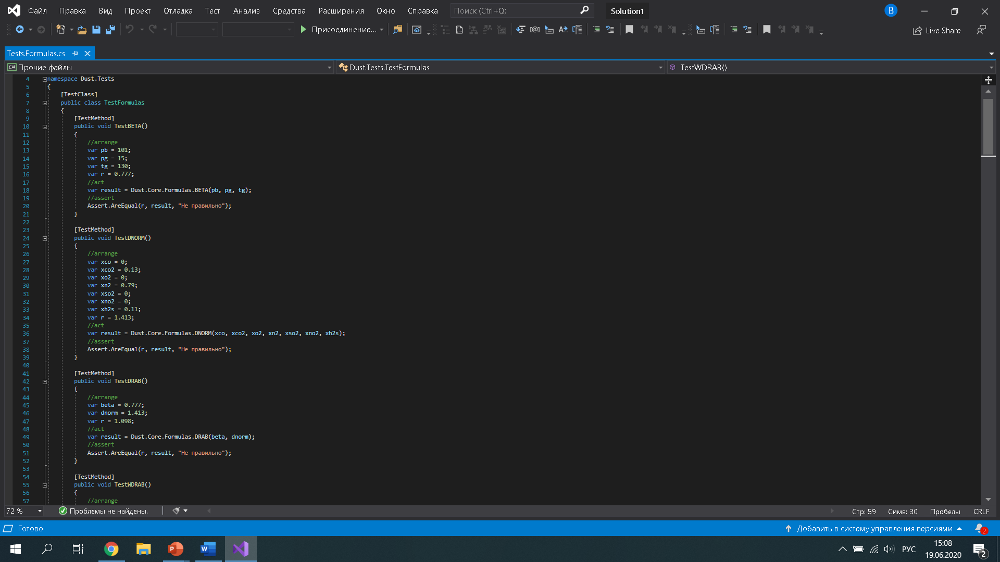 Файл Правка Вид Проект Отладка Тест Анализ Средства Расширения Окно Справка Поиск (Ctrl+Q) Solution1 B
Присоединение... Live Share
Tests.Formulas.cs
C# Прочие файлы Dust.Tests.TestFormulas TestWDRAB()
4 namespace Dust.Tests
5 {
6 [TestClass]
7 public class TestFormulas
8 {
9 [TestMethod]
10 public void TestBETA()
11 {
12 //arrange
13 var pb = 101;
14 var pg = 15;
15 var tg = 130;
16 var r = 0.777;
17 //act
18 var result = Dust.Core.Formulas.BETA(pb, pg, tg);
19 //assert
20 Assert.AreEqual(r, result, "Не правильно");
21 }
22
23 [TestMethod]
24 public void TestDNORM()
25 {
26 //arrange
27 var xco = 0;
28 var xco2 = 0.13;
29 var xo2 = 0;
30 var xn2 = 0.79;
31 var xso2 = 0;
32 var xno2 = 0;
33 var xh2s = 0.11;
34 var r = 1.413;
35 //act
36 var result = Dust.Core.Formulas.DNORM(xco, xco2, xo2, xn2, xso2, xno2, xh2s);
37 //assert
38 Assert.AreEqual(r, result, "Не правильно");
39 }
40
41 [TestMethod]
42 public void TestDRAB()
43 {
44 //arrange
45 var beta = 0.777;
46 var dnorm = 1.413;
47 var r = 1.098;
48 //act
49 var result = Dust.Core.Formulas.DRAB(beta, dnorm);
50 //assert
51 Assert.AreEqual(r, result, "Не правильно");
52 }
53
54 [TestMethod]
55 public void TestWDRAB()
56 {
57 //arrange
72 % Проблемы не найдены. Стр: 59 Симв: 30 Пробелы CRLF
Готово Добавить в систему управления версиями 2
P W РУС 15:08
19.06.2020 2